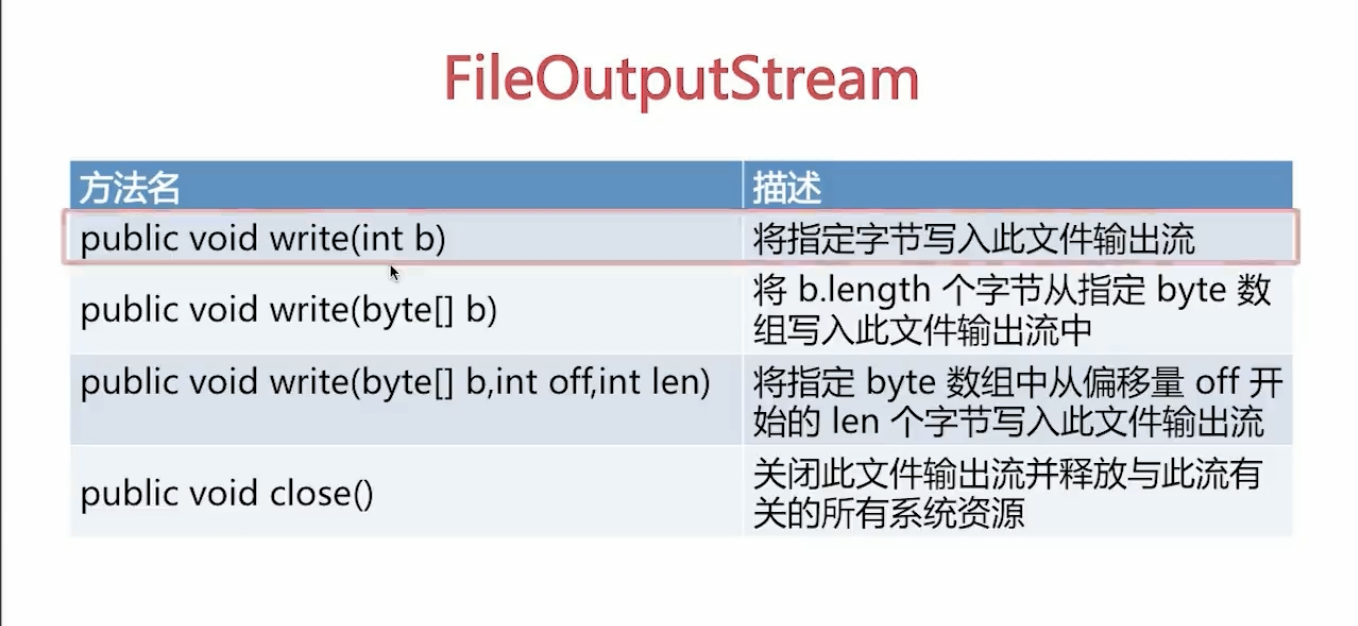 FileOutputStream
方法名 描述
public void write(int b) 将指定字节写入此文件输出流
public void write(byte[] b) 将 b.length 个字节从指定 byte 数
组写入此文件输出流中
public void write(byte[] b,int off,int len) 将指定 byte 数组中从偏移量 off 开
始的 len 个字节写入此文件输出流
public void close() 关闭此文件输出流并释放与此流有
关的所有系统资源